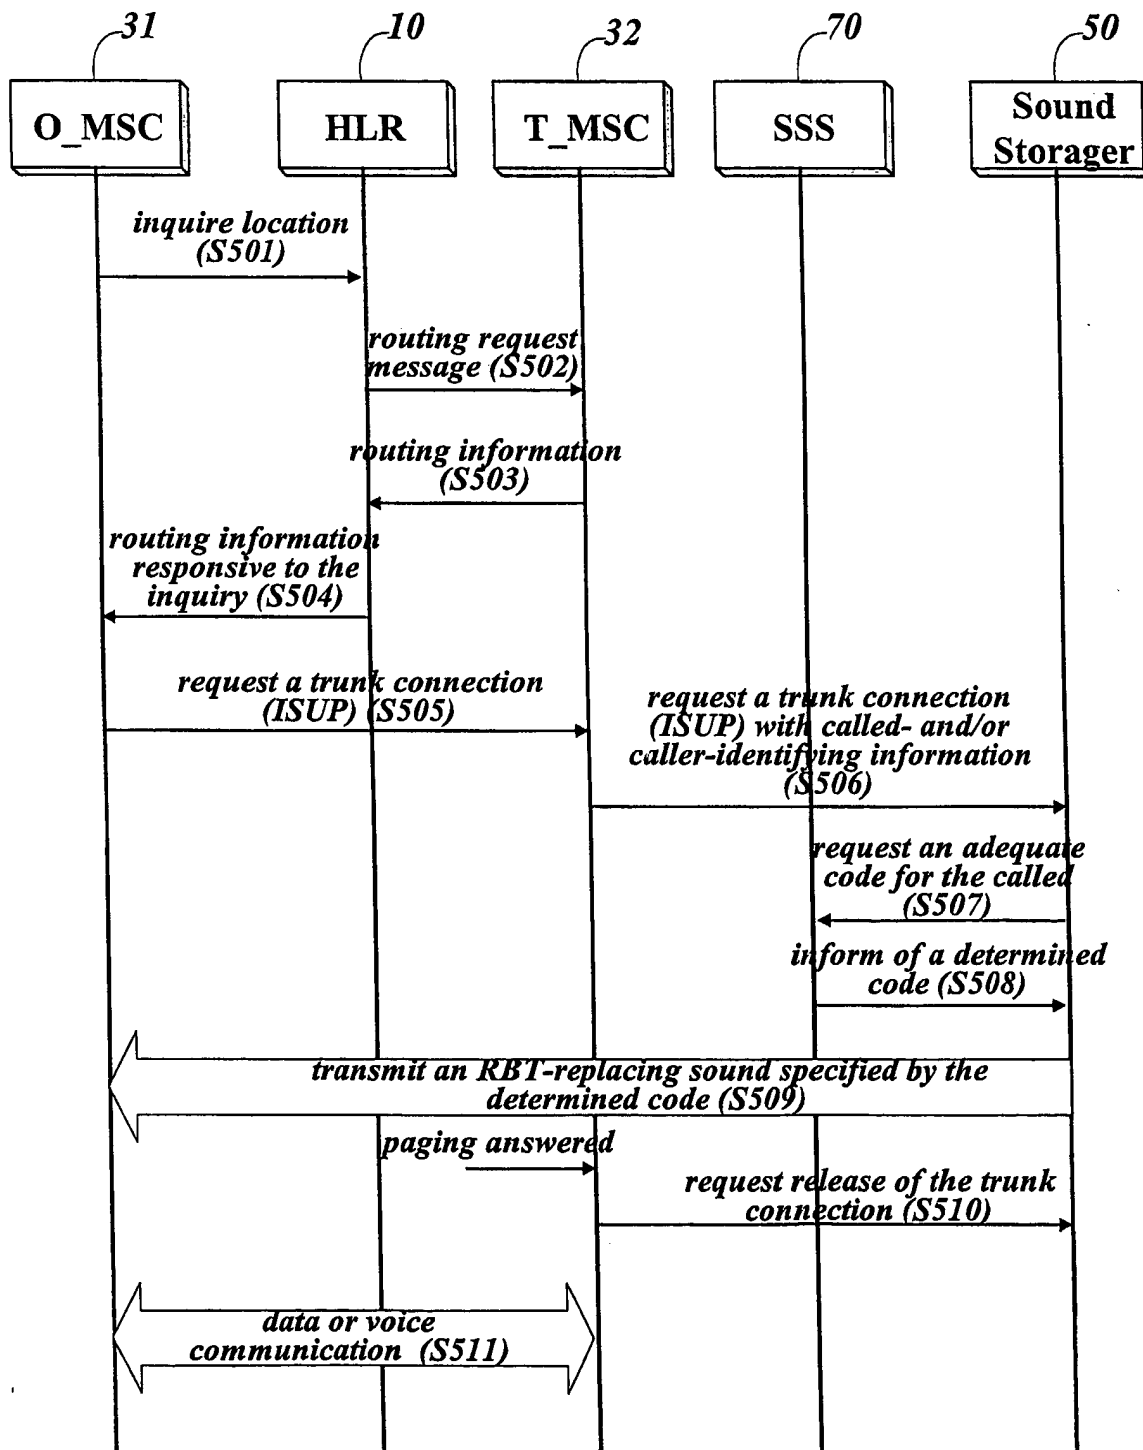 31
10
32
70
50
O_MSC
HLR
T_MSC
SSS
Sound
Storager
inquire location
(S501)
routing request
message (S502)
routing information
(S503)
routing information
responsive to the
inquiry (S504)
request a trunk connection
(ISUP) (S505)
request a trunk connection
(ISUP) with called- and/or
caller-identifying information
(S506)
request an adequate
code for the called
(S507)
inform of a determined
code (S508)
transmit an RBT-replacing sound specified by the
determined code (S509)
paging answered
request release of the trunk
connection (S510)
data or voice
communication (S511)